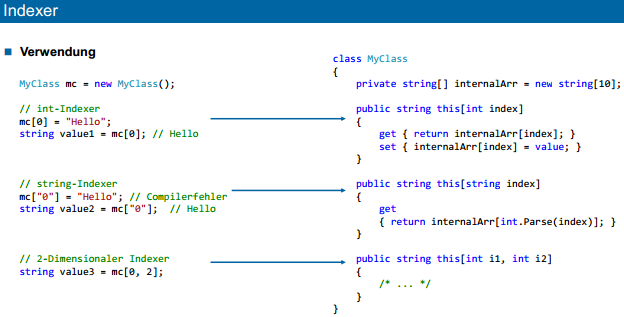 Indexer
Verwendung
MyClass mc = new MyClass();
// int-Indexer
mc[0] = "Hello";
string value1 = mc[0]; // Hello
// string-Indexer
mc["0"] = "Hello"; // Compilerfehler
string value2 = mc["0"];  // Hello
// 2-Dimensionaler Indexer
string value3 = mc[0, 2];
class MyClass
{
private string[] internalArr = new string[10];
public string this[int index]
{
get { return internalArr[index]; }
set { internalArr[index] = value; }
}
public string this[string index]
{
get
{ return internalArr[int.Parse(index)]; }
}
public string this[int i1, int i2]
{
/* ... */
}
}